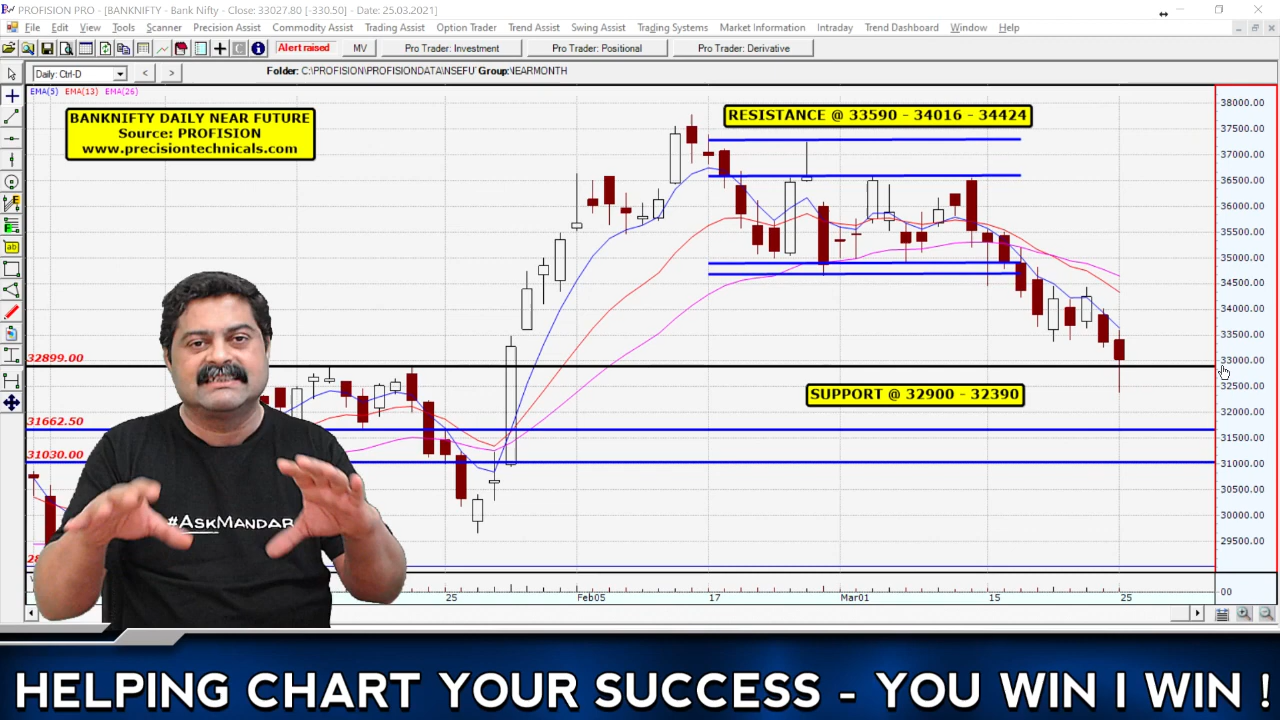 PROFISION PRO - [BANKNIFTY - Bank Nifty - Close: 33027.80 [-330.50] - Date: 25.03.2021]
File Edit View Tools Scanner Precision Assist Commodity Assist Trading Assist Option Trader Trend Assist Swing Assist Trading Systems Market Information Intraday Trend Dashboard Window Help
Alert raised MV Pro Trader: Investment Pro Trader: Positional Pro Trader: Derivative
Daily: Ctrl-D < > Folder: C:\PROFISION\PROFISIONDATA\NSEFU Group: NEARMONTH
EMA(5) EMA(13) EMA(26)
BANKNIFTY DAILY NEAR FUTURE
Source: PROFISION
www.precisiontechnicals.com
RESISTANCE @ 33590 - 34016 - 34424
38000.00
37500.00
37000.00
36500.00
36000.00
35500.00
35000.00
34500.00
34000.00
33500.00
33000.00
32500.00
32000.00
31500.00
31000.00
30500.00
30000.00
29500.00
00
32899.00
SUPPORT @ 32900 - 32390
31662.50
31030.00
#AskMandar
25 Feb05 17 Mar01 15 25
HELPING CHART YOUR SUCCESS - YOU WIN I WIN !